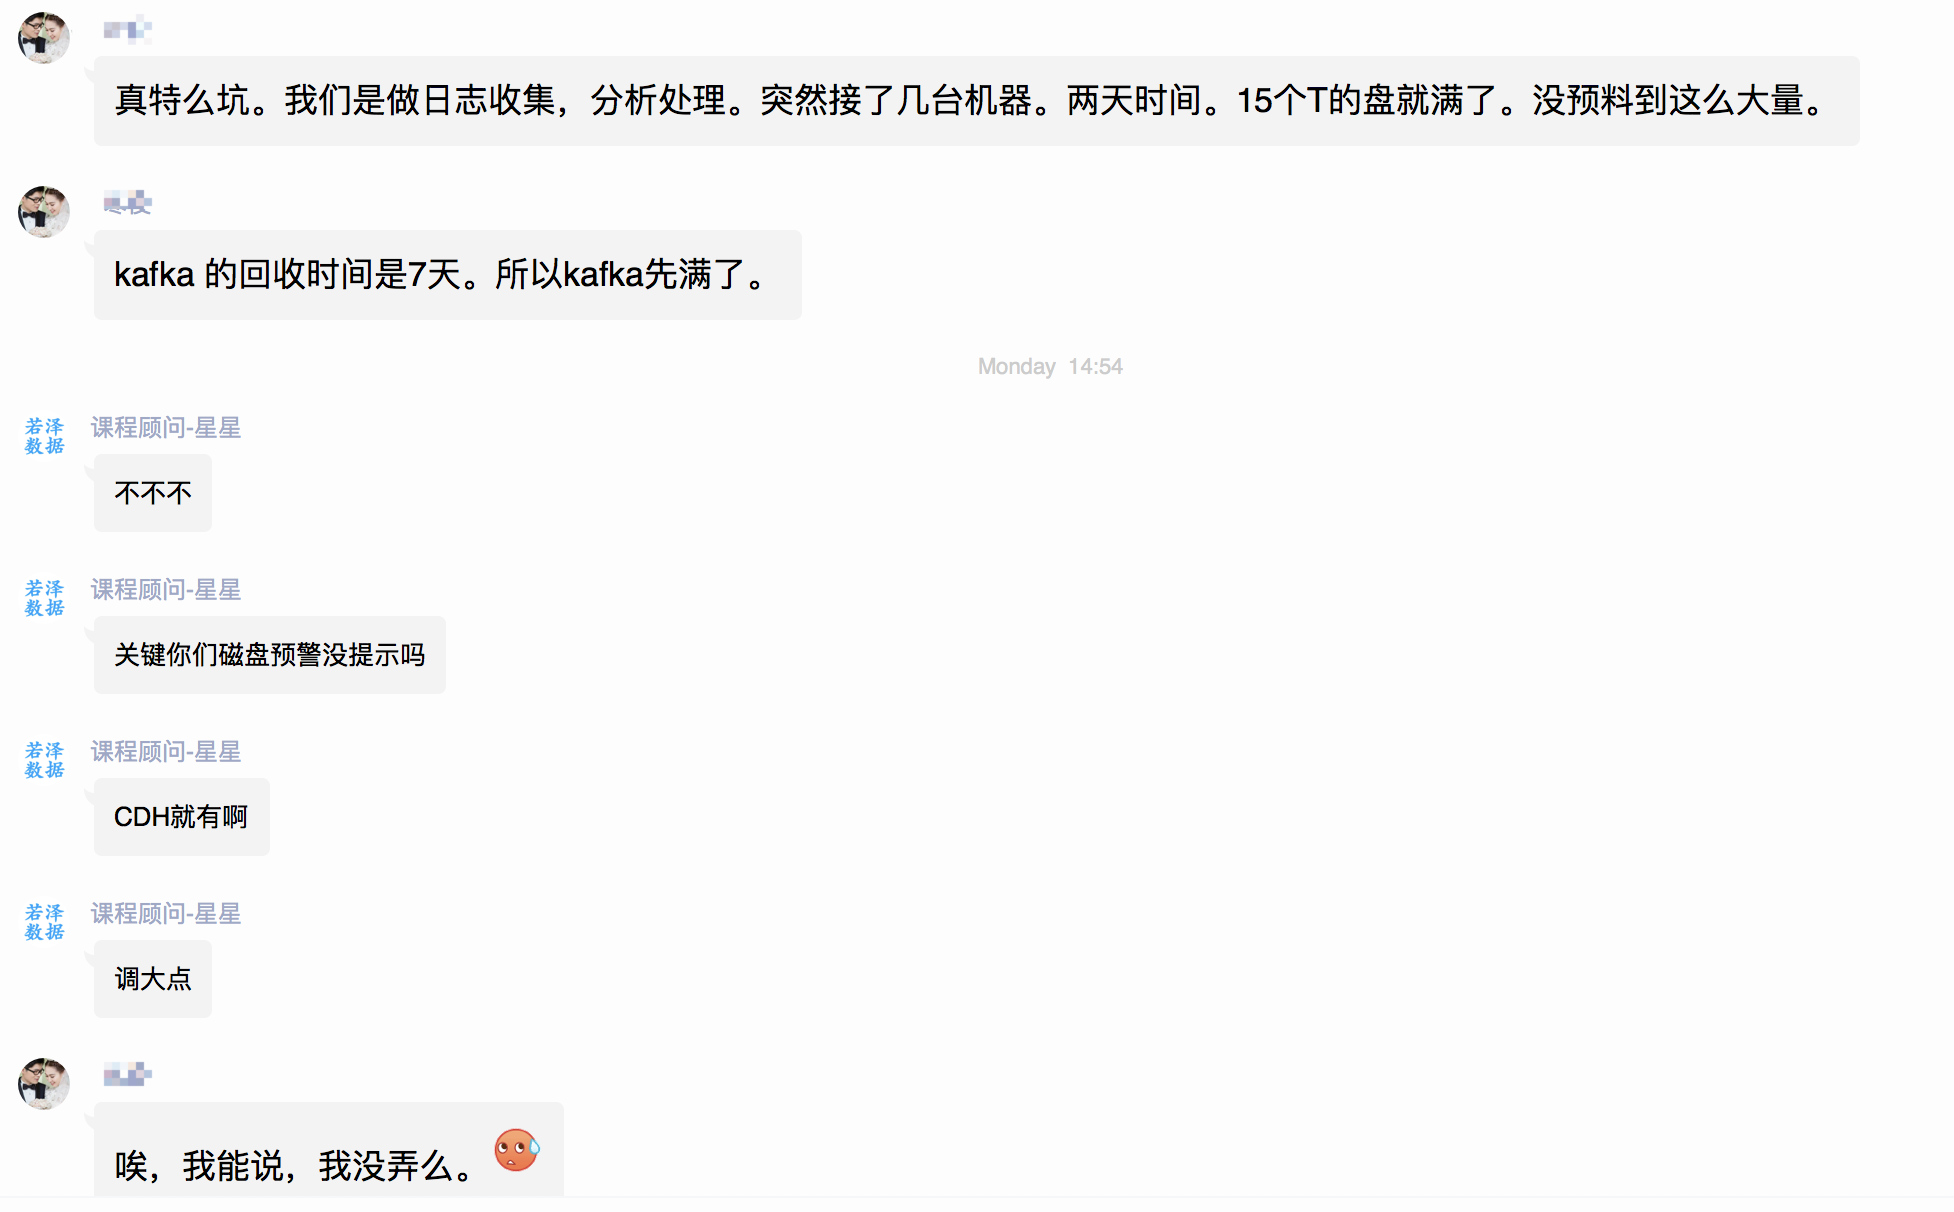 真特么坑。我们是做日志收集，分析处理。突然接了几台机器。两天时间。15个T的盘就满了。没预料到这么大量。
kafka 的回收时间是7天。所以kafka先满了。
Monday 14:54
若泽
数据
课程顾问-星星
不不不
若泽
数据
课程顾问-星星
关键你们磁盘预警没提示吗
若泽
数据
课程顾问-星星
CDH就有啊
若泽
数据
课程顾问-星星
调大点
唉，我能说，我没弄么。